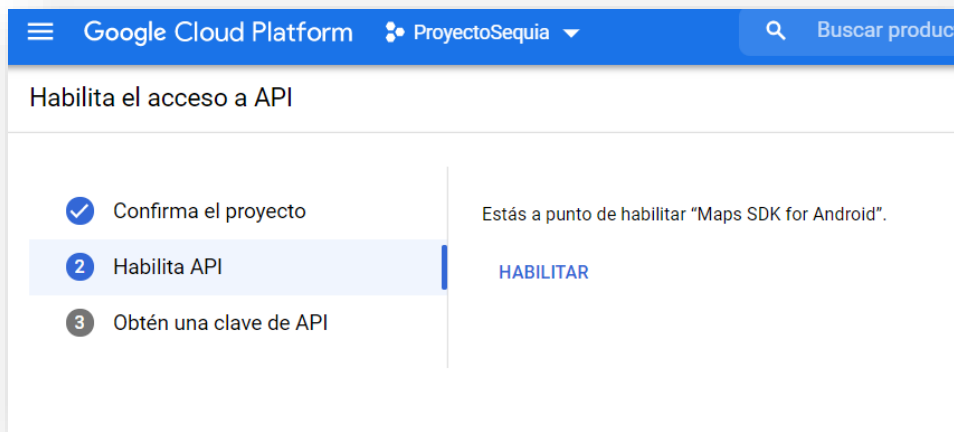 Google Cloud Platform ProyectoSequia Buscar produc
Habilita el acceso a API
Confirma el proyecto
Estás a punto de habilitar “Maps SDK for Android”.
2 Habilita API
HABILITAR
3 Obtén una clave de API